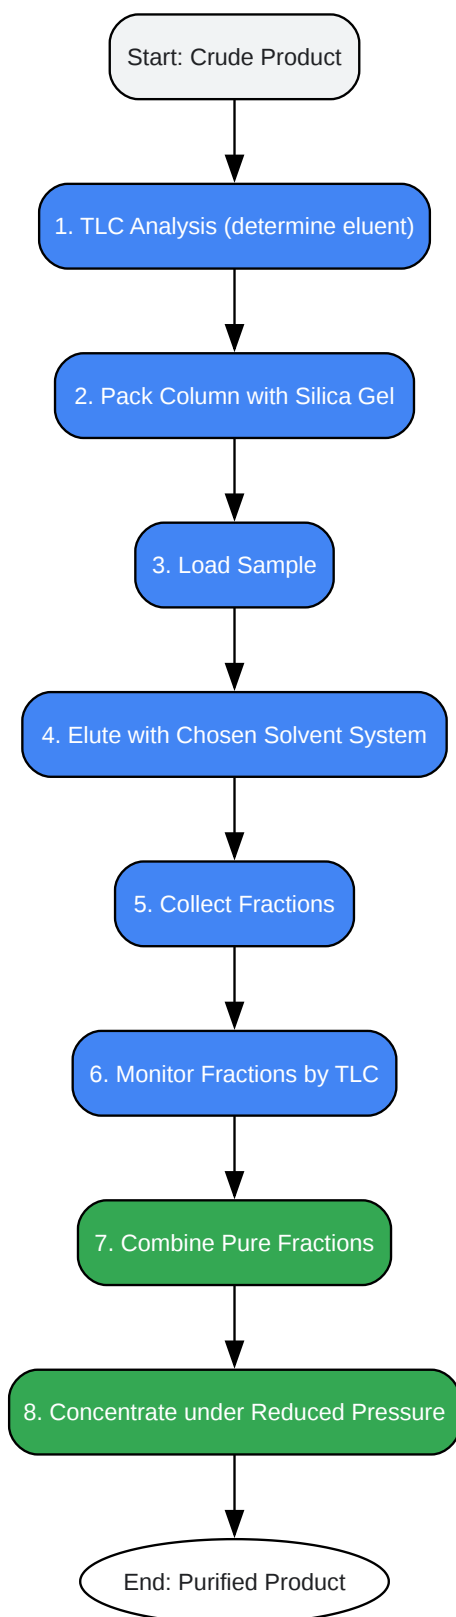 Start: Crude Product
1. TLC Analysis (determine eluent)
2. Pack Column with Silica Gel
3. Load Sample
4. Elute with Chosen Solvent System
5. Collect Fractions
6. Monitor Fractions by TLC
7. Combine Pure Fractions
8. Concentrate under Reduced Pressure
End: Purified Product